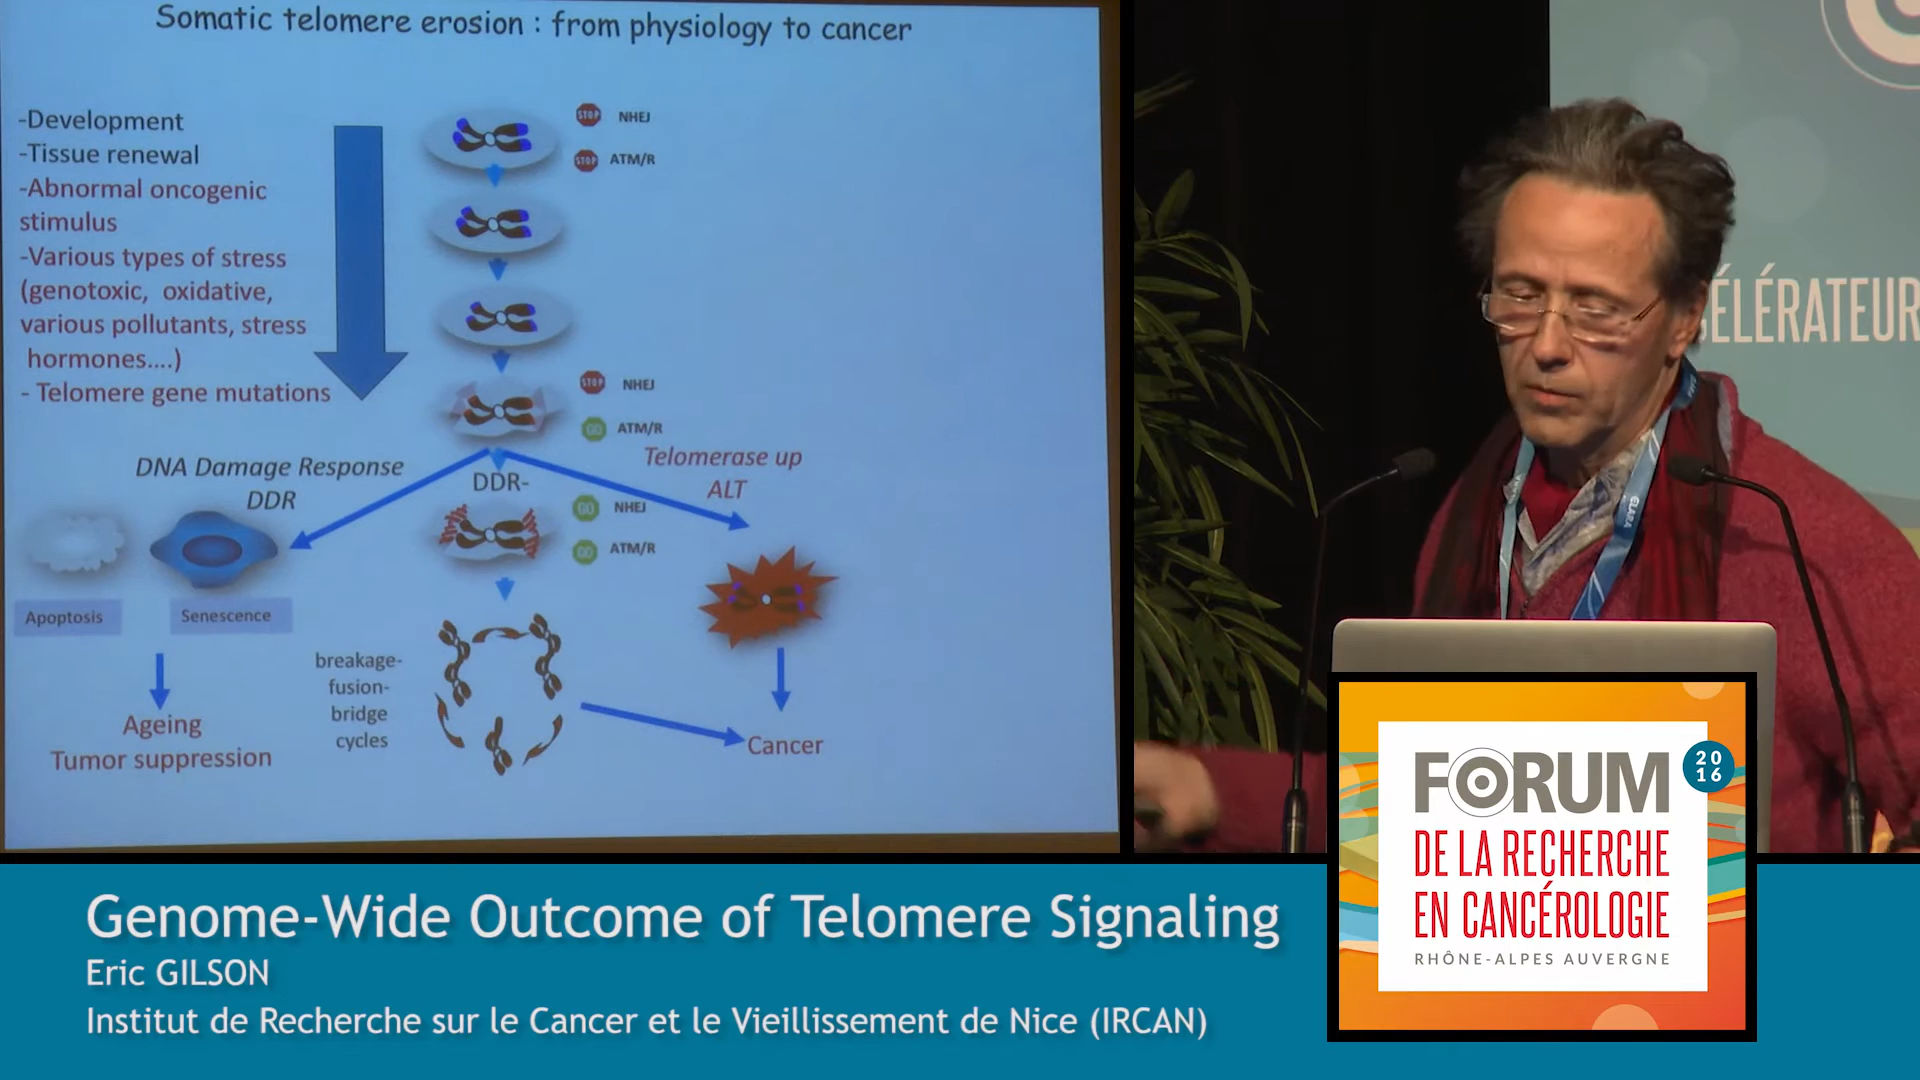 Somatic telomere erosion : from physiology to cancer
-Development
-Tissue renewal
-Abnormal oncogenic
stimulus
-Various types of stress
(genotoxic, oxidative,
various pollutants, stress
hormones....)
- Telomere gene mutations
STOP NHEJ
STOP ATM/R
STOP NHEJ
GO ATM/R
DNA Damage Response
DDR
DDR-
Telomerase up
ALT
GO NHEJ
GO ATM/R
Apoptosis
Senescence
Ageing
Tumor suppression
breakage-
fusion-
bridge
cycles
Cancer
ÉLÉRATEUR
CLARA
Genome-Wide Outcome of Telomere Signaling
Eric GILSON
Institut de Recherche sur le Cancer et le Vieillissement de Nice (IRCAN)
FORUM
20
16
DE LA RECHERCHE
EN CANCÉROLOGIE
RHÔNE-ALPES AUVERGNE